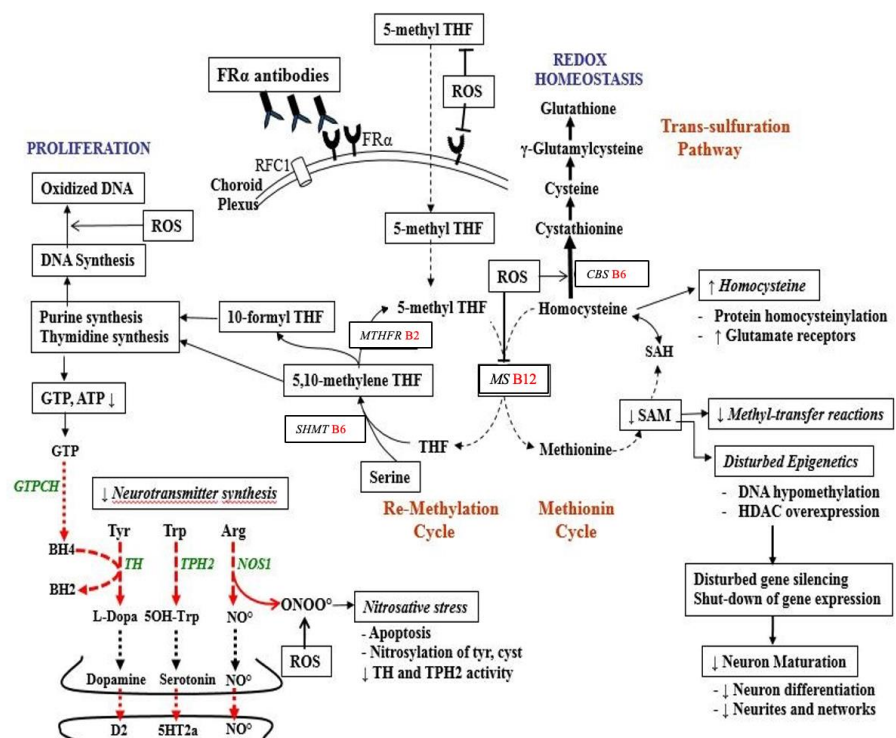 5-methyl THF
REDOX
HOMEOSTASIS
FRα antibodies
ROS
Glutathione
Trans-sulfuration
Pathway
FRα
γ-Glutamylcysteine
PROLIFERATION
RFC1
Choroid
Plexus
Cysteine
Oxidized DNA
ROS
5-methyl THF
Cystathionine
DNA Synthesis
ROS
CBS B6
↑ Homocysteine
5-methyl THF
Homocysteine
- Protein homocysteinylation
- ↑ Glutamate receptors
Purine synthesis
Thymidine synthesis
10-formyl THF
MTHFR B2
SAH
5,10-methylene THF
MS B12
GTP, ATP ↓
↓ SAM
↓ Methyl-transfer reactions
SHMT B6
THF
Methionine
GTP
Disturbed Epigenetics
Serine
GTPCH
↓ Neurotransmitter synthesis
- DNA hypomethylation
- HDAC overexpression
Re-Methylation
Cycle
Methionin
Cycle
Tyr
Trp
Arg
BH4
TH
TPH2
NOS1
BH2
Disturbed gene silencing
Shut-down of gene expression
L-Dopa
5OH-Trp
NO°
ONOO°
Nitrosative stress
- Apoptosis
- Nitrosylation of tyr, cyst
↓ TH and TPH2 activity
ROS
↓ Neuron Maturation
Dopamine
Serotonin
NO°
- ↓ Neuron differentiation
- ↓ Neurites and networks
D2
5HT2a
NO°